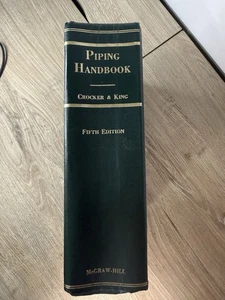 PIPING
HANDBOOK
CROCKER & KING
FIFTH EDITION
MCGRAW-HILL